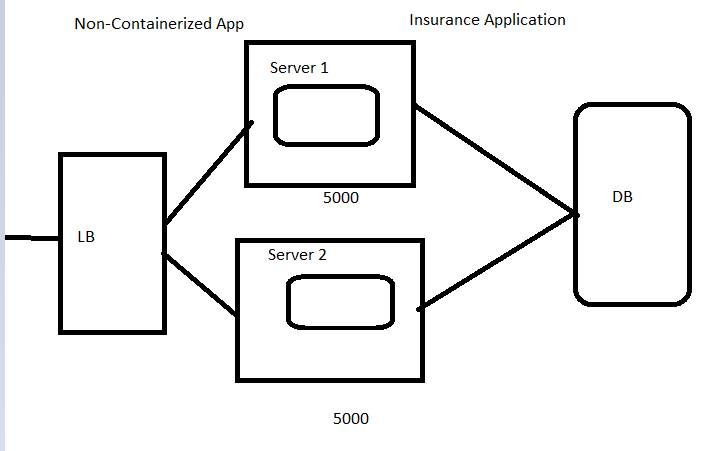 Non-Containerized App
Insurance Application
Server 1
5000
LB
DB
Server 2
5000